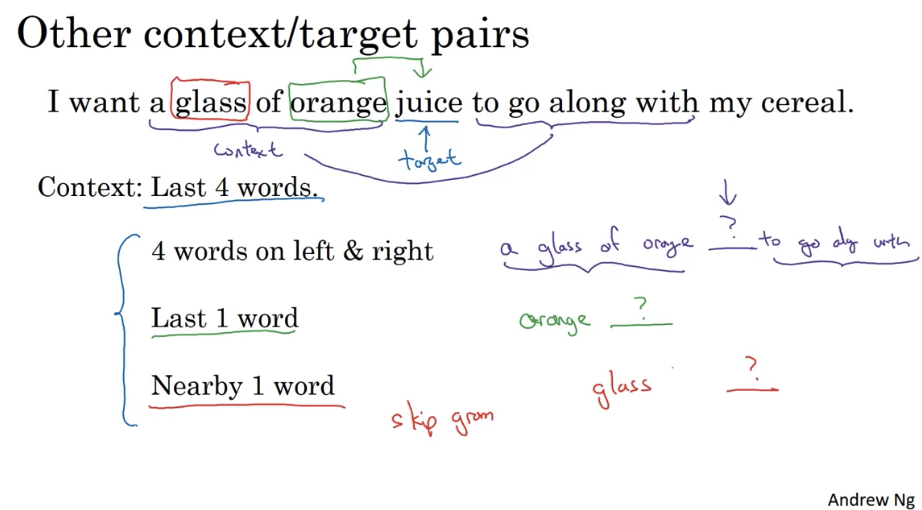 Other context/target pairs
I want a glass of orange juice to go along with my cereal.
context target
Context: Last 4 words.
?
4 words on left & right a glass of orange to go alg with
?
Last 1 word orange
?
Nearby 1 word glass
skip gram
Andrew Ng